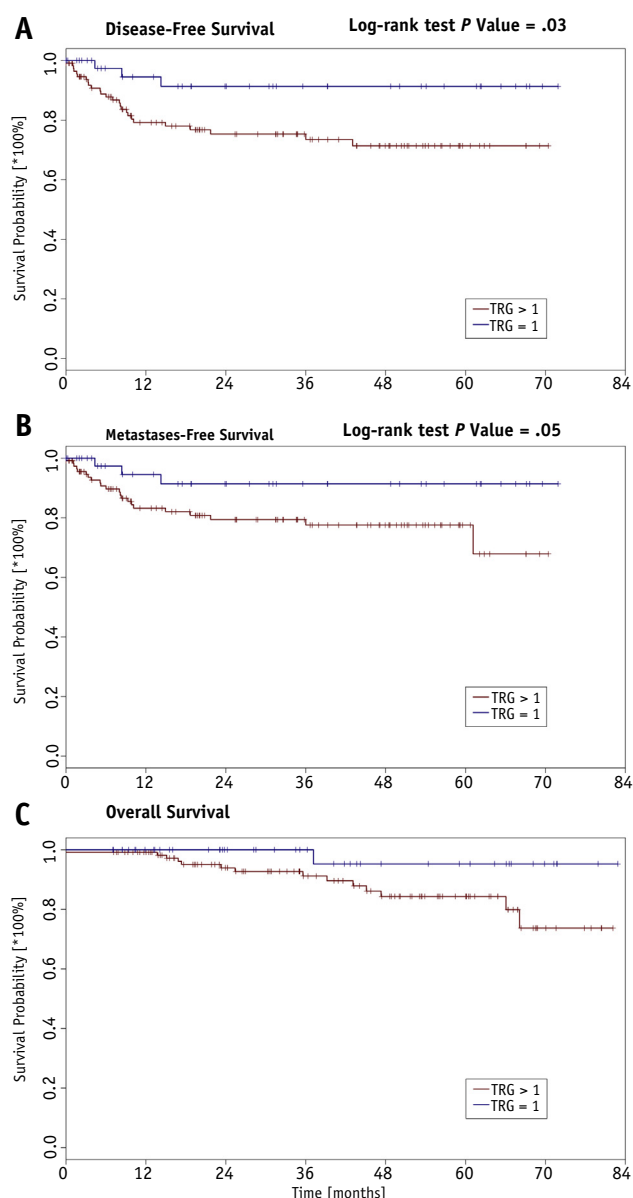 A
Disease-Free Survival
Log-rank test P Value = .03
Survival Probability [*100%]
1.0
0.8
0.6
0.4
0.2
0.0
TRG > 1
TRG = 1
0 12 24 36 48 60 70 84
B
Metastases-Free Survival
Log-rank test P Value = .05
Survival Probability [*100%]
1.0
0.8
0.6
0.4
0.2
0.0
TRG > 1
TRG = 1
0 12 24 36 48 60 70 84
C
Overall Survival
Survival Probability [*100%]
1.0
0.8
0.6
0.4
0.2
0.0
TRG > 1
TRG = 1
0 12 24 36 48 60 70 84
Time [months]